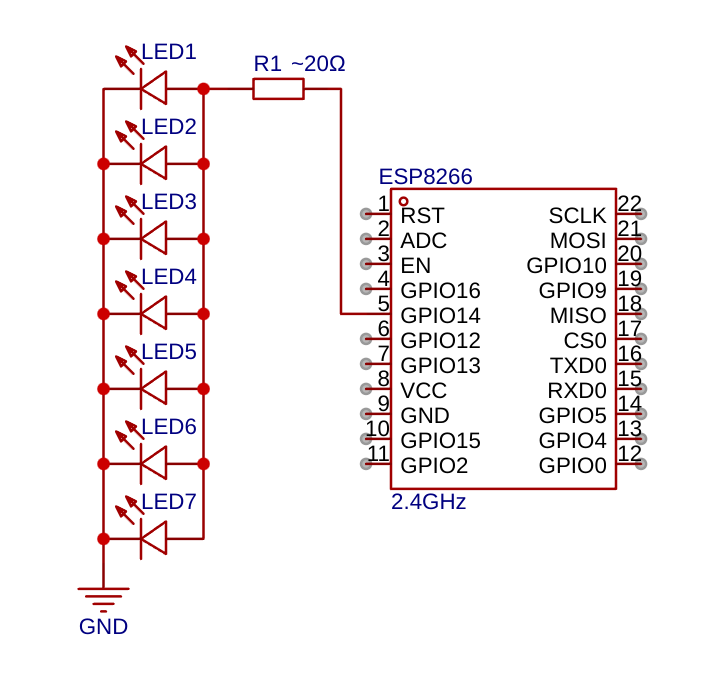 LED1
R1 ~20Ω
LED2
LED3
LED4
LED5
LED6
LED7
GND
ESP8266
1 RST SCLK 22
2 ADC MOSI 21
3 EN GPIO10 20
4 GPIO16 GPIO9 19
5 GPIO14 MISO 18
6 GPIO12 CS0 17
7 GPIO13 TXD0 16
8 VCC RXD0 15
9 GND GPIO5 14
10 GPIO15 GPIO4 13
11 GPIO2 GPIO0 12
2.4GHz